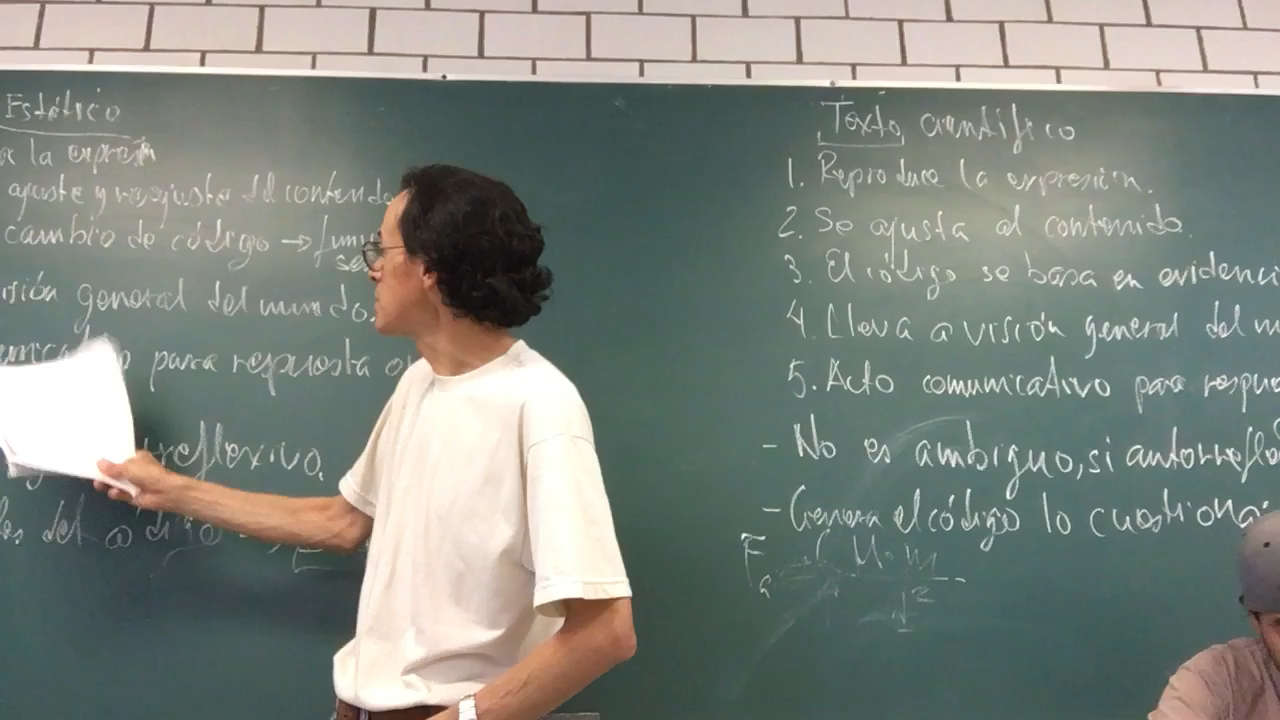 Estético
a la expresión
ajuste y reajuste del contenido
cambio de código → fun
se
visión general del mundo.
para respuesta
reflexivo.
del código →
Texto científico
1. Reproduce la expresión.
2. Se ajusta al contenido.
3. El código se basa en evidenci
4. Lleva a visión general del m
5. Acto comunicativo para respu
- No es ambiguo, si autorrefle
- Genera el código lo cuestiona
F M·m
d²